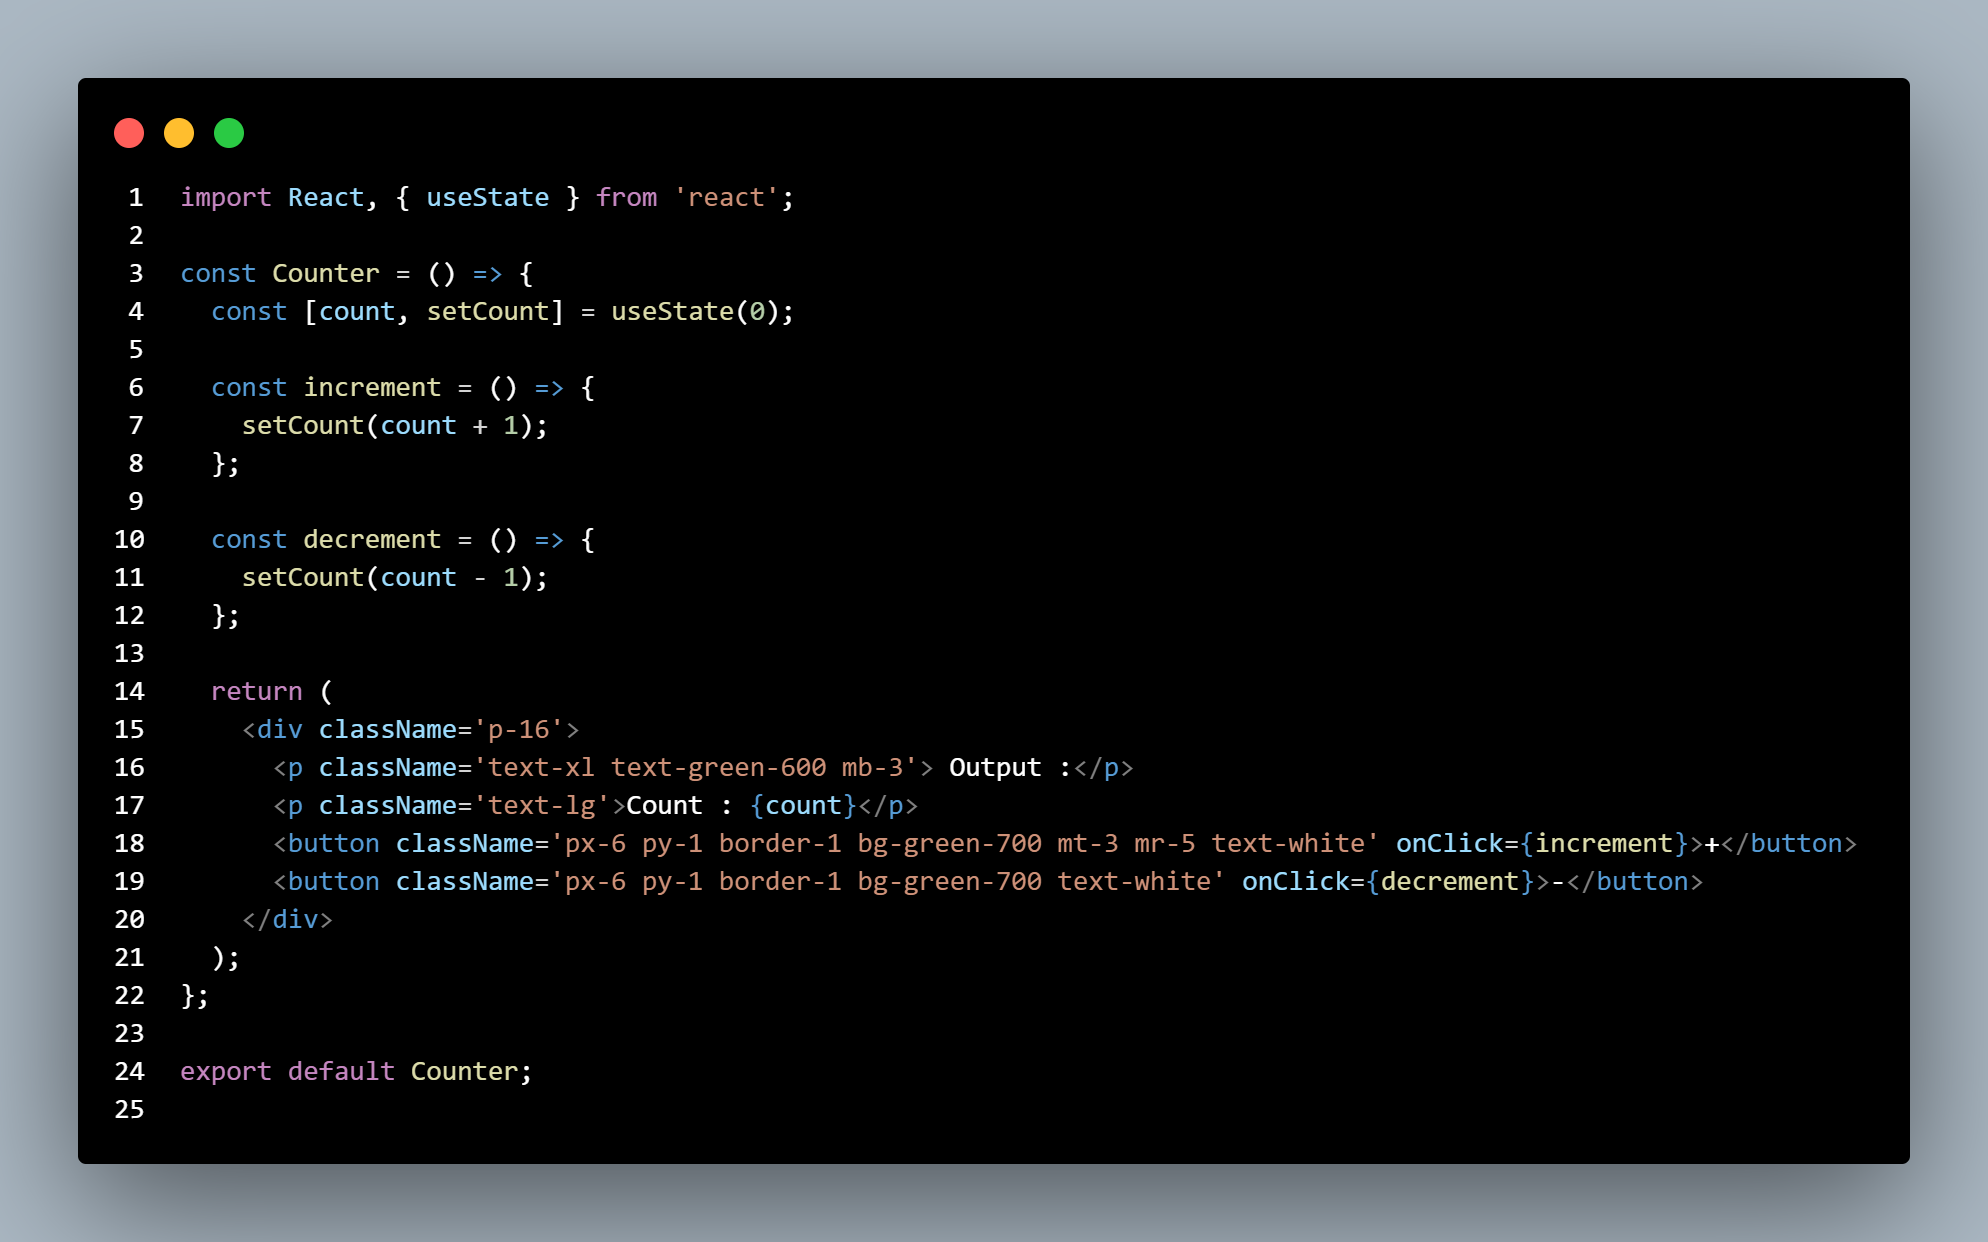 1 import React, { useState } from 'react';
2
3 const Counter = () => {
4   const [count, setCount] = useState(0);
5
6   const increment = () => {
7     setCount(count + 1);
8   };
9
10   const decrement = () => {
11     setCount(count - 1);
12   };
13
14   return (
15     <div className='p-16'>
16       <p className='text-xl text-green-600 mb-3'> Output :</p>
17       <p className='text-lg'>Count : {count}</p>
18       <button className='px-6 py-1 border-1 bg-green-700 mt-3 mr-5 text-white' onClick={increment}>+</button>
19       <button className='px-6 py-1 border-1 bg-green-700 text-white' onClick={decrement}>-</button>
20     </div>
21   );
22 };
23
24 export default Counter;
25